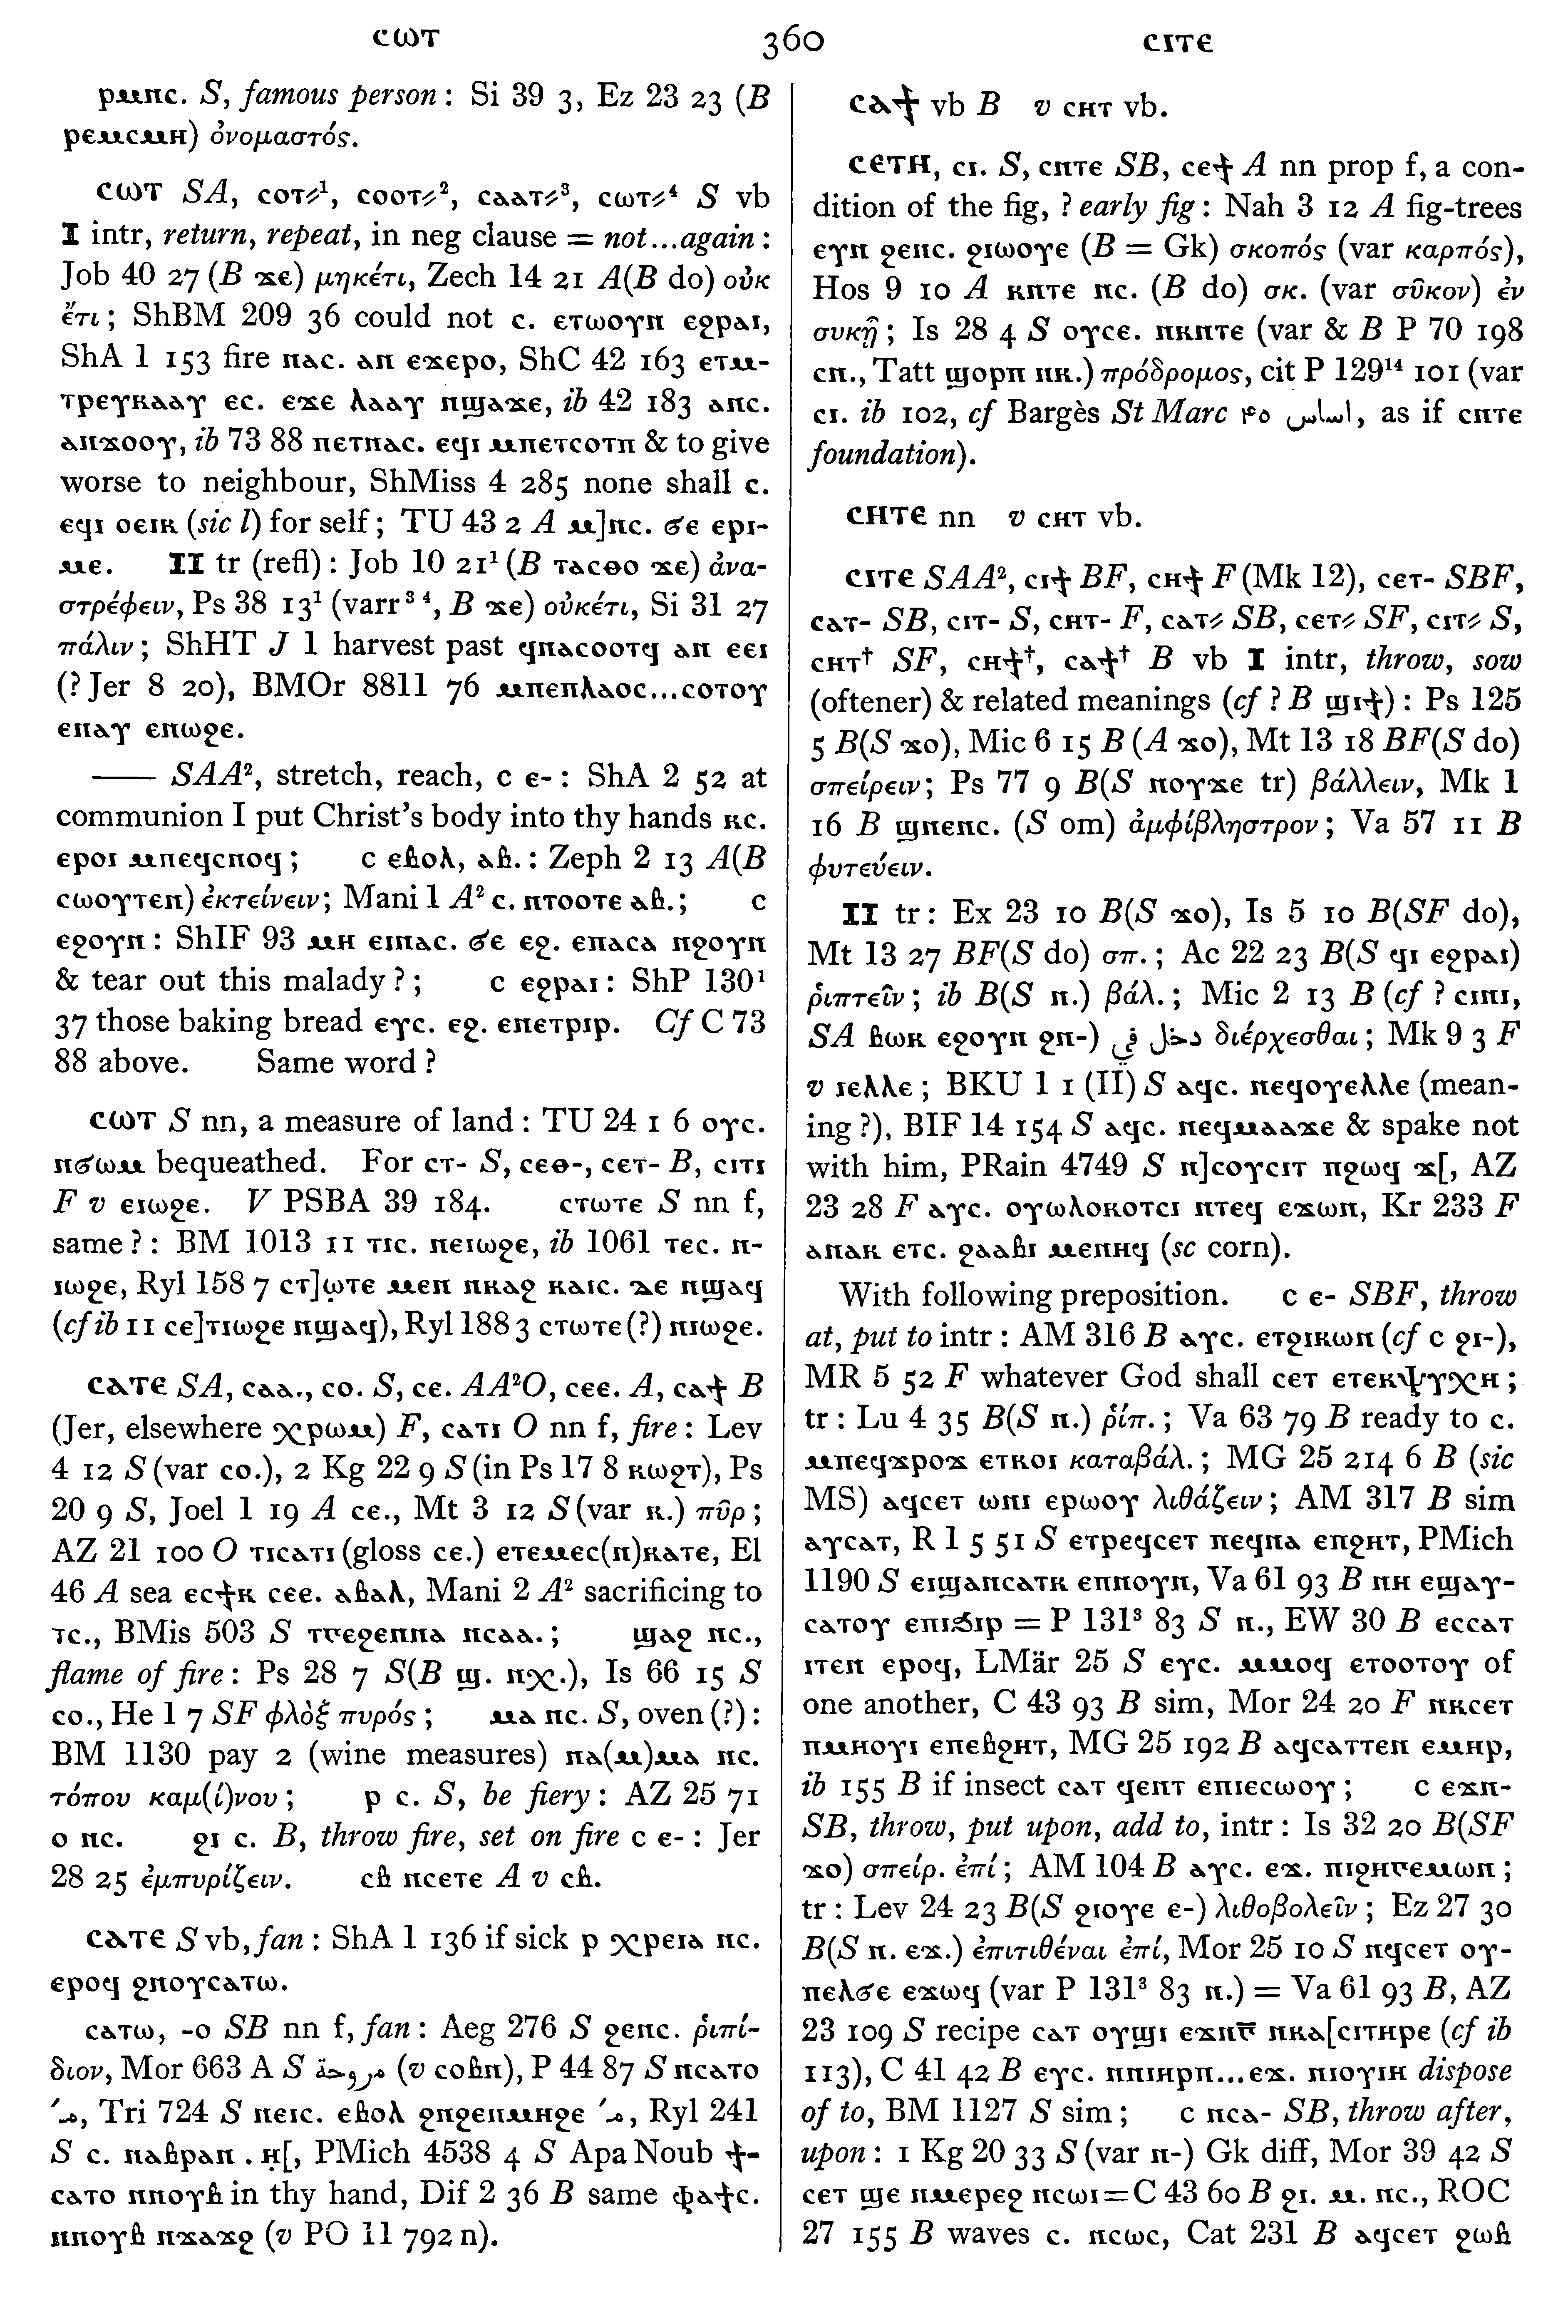 ⲥⲱⲧ 360 ⲥⲓⲧⲉ
ⲣⲙⲛⲥ. S, famous person: Si 39 3, Ez 23 23 (B
ⲣⲉⲙⲥⲙⲏ) ὀνομαστός.
ⲥⲱⲧ SA, ⲥⲟⲧ⸗¹, ⲥⲟⲟⲧ⸗², ⲥⲁⲁⲧ⸗³, ⲥⲱⲧ⸗⁴ S vb
I intr, return, repeat, in neg clause = not...again:
Job 40 27 (B ϫⲉ) μηκέτι, Zech 14 21 A(B do) οὐκ
ἔτι; ShBM 209 36 could not ⲥ. ⲉⲧⲱⲟⲩⲛ ⲉϩⲣⲁⲓ,
ShA 1 153 fire ⲛⲁⲥ. ⲁⲛ ⲉϫⲉⲣⲟ, ShC 42 163 ⲉⲧⲙ-
ⲧⲣⲉⲩⲕⲁⲁⲩ ⲉⲥ. ⲉϫⲉ ⲗⲁⲁⲩ ⲛϣⲁϫⲉ, ib 42 183 ⲁⲛⲥ.
ⲁⲛϫⲟⲟⲩ, ib 73 88 ⲡⲉⲧⲛⲁⲥ. ⲉϥⲓ ⲙⲡⲉⲧⲥⲟⲧⲡ & to give
worse to neighbour, ShMiss 4 285 none shall ⲥ.
ⲉϥⲓ ⲟⲉⲓⲕ (sic l) for self; TU 43 2 A ⲙ]ⲡⲥ. ϭⲉ ⲉⲣⲓ-
ⲙⲉ. II tr (refl): Job 10 21¹ (B ⲧⲁⲥⲑⲟ ϫⲉ) ἀνα-
στρέφειν, Ps 38 13¹ (varr³ ⁴, B ϫⲉ) οὐκέτι, Si 31 27
πάλιν; ShHT J 1 harvest past ϥⲛⲁⲥⲟⲟⲧϥ ⲁⲛ ⲉⲉⲓ
(? Jer 8 20), BMOr 8811 76 ⲙⲡⲉⲡⲗⲁⲟⲥ...ⲥⲟⲧⲟⲩ
ⲉⲛⲁⲩ ⲉⲡⲱϩⲉ.
—— SAA², stretch, reach, c ⲉ-: ShA 2 52 at
communion I put Christ's body into thy hands ⲕⲥ.
ⲉⲣⲟⲓ ⲙⲡⲉϥⲥⲛⲟϥ; c ⲉⲃⲟⲗ, ⲁⲃ.: Zeph 2 13 A(B
ⲥⲱⲟⲩⲧⲉⲛ) ἐκτείνειν; Mani 1 A² ⲥ. ⲛⲧⲟⲟⲧⲉ ⲁⲃ.; c
ⲉϩⲟⲩⲛ: ShIF 93 ⲙⲏ ⲉⲓⲛⲁⲥ. ϭⲉ ⲉϩ. ⲉⲡⲁⲥⲁ ⲛϩⲟⲩⲛ
& tear out this malady?; c ⲉϩⲣⲁⲓ: ShP 130¹
37 those baking bread ⲉⲩⲥ. ⲉϩ. ⲉⲡⲉⲧⲣⲓⲣ. Cf C 73
88 above. Same word?
ⲥⲱⲧ S nn, a measure of land: TU 24 1 6 ⲟⲩⲥ.
ⲛϭⲱⲙ bequeathed. For ⲥⲧ- S, ⲥⲉⲑ-, ⲥⲉⲧ- B, ⲥⲓⲧⲓ
F v ⲉⲓⲱϩⲉ. V PSBA 39 184. ⲥⲧⲱⲧⲉ S nn f,
same?: BM 1013 11 ⲧⲓⲥ. ⲛⲉⲓⲱϩⲉ, ib 1061 ⲧⲉⲥ. ⲛ-
ⲓⲱϩⲉ, Ryl 158 7 ⲥⲧ]ⲱⲧⲉ ⲙⲉⲛ ⲡⲕⲁϩ ⲕⲁⲓⲥ. ⲇⲉ ⲛϣⲁϥ
(cf ib 11 ⲥⲉ]ⲧⲓⲱϩⲉ ⲛϣⲁϥ), Ryl 188 3 ⲥⲧⲱⲧⲉ(?) ⲛⲓⲱϩⲉ.
ⲥⲁⲧⲉ SA, ⲥⲁⲁ., ⲥⲟ. S, ⲥⲉ. AA²O, ⲥⲉⲉ. A, ⲥⲁϯ B
(Jer, elsewhere ⲭⲣⲱⲙ) F, ⲥⲁⲧⲓ O nn f, fire: Lev
4 12 S (var ⲥⲟ.), 2 Kg 22 9 S (in Ps 17 8 ⲕⲱϩⲧ), Ps
20 9 S, Joel 1 19 A ⲥⲉ., Mt 3 12 S (var ⲕ.) πῦρ;
AZ 21 100 O ⲧⲓⲥⲁⲧⲓ (gloss ⲥⲉ.) ⲉⲧⲉⲙⲉⲥ(ⲛ)ⲕⲁⲧⲉ, El
46 A sea ⲉⲥϯⲕ ⲥⲉⲉ. ⲁⲃⲁⲗ, Mani 2 A² sacrificing to
ⲧⲥ., BMis 503 S ⲧⲅⲉϩⲉⲛⲛⲁ ⲛⲥⲁⲁ.; ϣⲁϩ ⲛⲥ.,
flame of fire: Ps 28 7 S(B ϣ. ⲛⲭ.), Is 66 15 S
ⲥⲟ., He 1 7 SF φλὸξ πυρός; ⲙⲁ ⲛⲥ. S, oven (?):
BM 1130 pay 2 (wine measures) ⲡⲁ(ⲙ)ⲙⲁ ⲛⲥ.
τόπου καμ(ί)νου; ⲣ ⲥ. S, be fiery: AZ 25 71
ⲟ ⲛⲥ. ϩⲓ ⲥ. B, throw fire, set on fire c ⲉ-: Jer
28 25 ἐμπυρίζειν. ⲥⲃ ⲛⲥⲉⲧⲉ A v ⲥⲃ.
ⲥⲁⲧⲉ S vb, fan: ShA 1 136 if sick ⲣ ⲭⲣⲉⲓⲁ ⲛⲥ.
ⲉⲣⲟϥ ϩⲛⲟⲩⲥⲁⲧⲱ.
ⲥⲁⲧⲱ, -ⲟ SB nn f, fan: Aeg 276 S ϩⲉⲛⲥ. ῥιπί-
διον, Mor 663 A S مروحة (v ⲥⲟⲃⲛ), P 44 87 S ⲛⲥⲁⲧⲟ
, Tri 724 S ⲛⲉⲓⲥ. ⲉⲃⲟⲗ ϩⲛϩⲉⲛⲙⲏϩⲉ , Ryl 241
S ⲥ. ⲛⲁⲃⲣⲁⲛ . ⲏ[, PMich 4538 4 S Apa Noub ϯ-
ⲥⲁⲧⲟ ⲛⲛⲟⲩⲃ in thy hand, Dif 2 36 B same ⲫⲁϯⲥ.
ⲛⲛⲟⲩⲃ ⲛϫⲁϫϩ (v PO 11 792 n).
ⲥⲁϯ vb B v ⲥⲏⲧ vb.
ⲥⲉⲧⲏ, ⲥⲓ. S, ⲥⲛⲧⲉ SB, ⲥⲉϯ A nn prop f, a con-
dition of the fig, ? early fig: Nah 3 12 A fig-trees
ⲉⲩⲛ ϩⲉⲛⲥ. ϩⲓⲱⲟⲩⲉ (B = Gk) σκοπός (var καρπός),
Hos 9 10 A ⲕⲛⲧⲉ ⲛⲥ. (B do) σκ. (var σῦκον) ἐν
συκῇ; Is 28 4 S ⲟⲩⲥⲉ. ⲛⲕⲛⲧⲉ (var & B P 70 198
ⲥⲛ., Tatt ϣⲟⲣⲡ ⲛⲕ.) πρόδρομος, cit P 129¹⁴ 101 (var
ⲥⲓ. ib 102, cf Bargès St Marc ٣٥ اساس, as if ⲥⲛⲧⲉ
foundation).
ⲥⲏⲧⲉ nn v ⲥⲏⲧ vb.
ⲥⲓⲧⲉ SAA², ⲥⲓϯ BF, ⲥⲏϯ F (Mk 12), ⲥⲉⲧ- SBF,
ⲥⲁⲧ- SB, ⲥⲓⲧ- S, ⲥⲏⲧ- F, ⲥⲁⲧ⸗ SB, ⲥⲉⲧ⸗ SF, ⲥⲓⲧ⸗ S,
ⲥⲏⲧ† SF, ⲥⲏϯ†, ⲥⲁϯ† B vb I intr, throw, sow
(oftener) & related meanings (cf ? B ϣⲓϯ): Ps 125
5 B(S ϫⲟ), Mic 6 15 B (A ϫⲟ), Mt 13 18 BF(S do)
σπείρειν; Ps 77 9 B(S ⲛⲟⲩϫⲉ tr) βάλλειν, Mk 1
16 B ϣⲛⲉⲛⲥ. (S om) ἀμφίβληστρον; Va 57 11 B
φυτεύειν.
II tr: Ex 23 10 B(S ϫⲟ), Is 5 10 B(SF do),
Mt 13 27 BF(S do) σπ.; Ac 22 23 B(S ϥⲓ ⲉϩⲣⲁⲓ)
ῥιπτεῖν; ib B(S ⲛ.) βάλ.; Mic 2 13 B (cf ? ⲥⲓⲛⲓ,
SA ⲃⲱⲕ ⲉϩⲟⲩⲛ ϩⲛ-) دخل في διέρχεσθαι; Mk 9 3 F
v ⲓⲉⲗⲗⲉ; BKU 1 1 (II) S ⲁϥⲥ. ⲡⲉϥⲟⲩⲉⲗⲗⲉ (mean-
ing?), BIF 14 154 S ⲁϥⲥ. ⲡⲉϥⲙⲁⲁϫⲉ & spake not
with him, PRain 4749 S ⲛ]ⲥⲟⲩⲥⲓⲧ ⲡϩⲱϥ ϫ[, AZ
23 28 F ⲁⲩⲥ. ⲟⲩⲱⲗⲟⲕⲟⲧⲥⲓ ⲛⲧⲉϥ ⲉϫⲱⲛ, Kr 233 F
ⲁⲛⲁⲕ ⲉⲧⲥ. ϩⲁⲁⲃⲓ ⲙⲉⲛⲏϥ (sc corn).
With following preposition. c ⲉ- SBF, throw
at, put to intr: AM 316 B ⲁⲩⲥ. ⲉⲧϩⲓⲕⲱⲛ (cf c ϩⲓ-),
MR 5 52 F whatever God shall ⲥⲉⲧ ⲉⲧⲉⲕⲯⲩⲭⲏ;
tr: Lu 4 35 B(S ⲛ.) ῥίπ.; Va 63 79 B ready to ⲥ.
ⲙⲡⲉϥϫⲣⲟϫ ⲉⲧⲕⲟⲓ καταβάλ.; MG 25 214 6 B (sic
MS) ⲁϥⲥⲉⲧ ⲱⲛⲓ ⲉⲣⲱⲟⲩ λιθάζειν; AM 317 B sim
ⲁⲩⲥⲁⲧ, R 1 5 51 S ⲉⲧⲣⲉϥⲥⲉⲧ ⲡⲉϥⲛⲁ ⲉⲡϩⲏⲧ, PMich
1190 S ⲉⲓϣⲁⲛⲥⲁⲧⲕ ⲉⲡⲛⲟⲩⲛ, Va 61 93 B ⲛⲏ ⲉϣⲁⲩ-
ⲥⲁⲧⲟⲩ ⲉⲡⲓϧⲓⲣ = P 131³ 83 S ⲛ., EW 30 B ⲉⲥⲥⲁⲧ
ⲓⲧⲉⲛ ⲉⲣⲟϥ, LMär 25 S ⲉⲩⲥ. ⲙⲙⲟϥ ⲉⲧⲟⲟⲧⲟⲩ of
one another, C 43 93 B sim, Mor 24 20 F ⲛⲕⲥⲉⲧ
ⲛⲙⲏⲟⲩⲓ ⲉⲡⲉⲃϩⲏⲧ, MG 25 192 B ⲁϥⲥⲁⲧⲧⲉⲛ ⲉⲙⲏⲣ,
ib 155 B if insect ⲥⲁⲧ ϥⲉⲛⲧ ⲉⲡⲓⲉⲥⲱⲟⲩ; c ⲉϫⲛ-
SB, throw, put upon, add to, intr: Is 32 20 B(SF
ϫⲟ) σπείρ. ἐπί; AM 104 B ⲁⲩⲥ. ⲉϫ. ⲡⲓϩⲏⲅⲉⲙⲱⲛ;
tr: Lev 24 23 B(S ϩⲓⲟⲩⲉ ⲉ-) λιθοβολεῖν; Ez 27 30
B(S ⲛ. ⲉϫ.) ἐπιτιθέναι ἐπί, Mor 25 10 S ⲛϥⲥⲉⲧ ⲟⲩ-
ⲡⲉⲗϭⲉ ⲉϫⲱϥ (var P 131³ 83 ⲛ.) = Va 61 93 B, AZ
23 109 S recipe ⲥⲁⲧ ⲟⲩϣⲓ ⲉϫⲛⲅ ⲛⲕⲁ[ⲥⲓⲧⲏⲣⲉ (cf ib
113), C 41 42 B ⲉⲩⲥ. ⲛⲡⲓⲏⲣⲡ...ⲉϫ. ⲡⲓⲟⲩⲓⲏ dispose
of to, BM 1127 S sim; c ⲛⲥⲁ- SB, throw after,
upon: 1 Kg 20 33 S (var ⲛ-) Gk diff, Mor 39 42 S
ⲥⲉⲧ ϣⲉ ⲛⲙⲉⲣⲉϩ ⲛⲥⲱⲓ=C 43 60 B ϩⲓ. ⲙ. ⲛⲥ., ROC
27 155 B waves ⲥ. ⲛⲥⲱⲥ, Cat 231 B ⲁϥⲥⲉⲧ ϩⲱⲃ